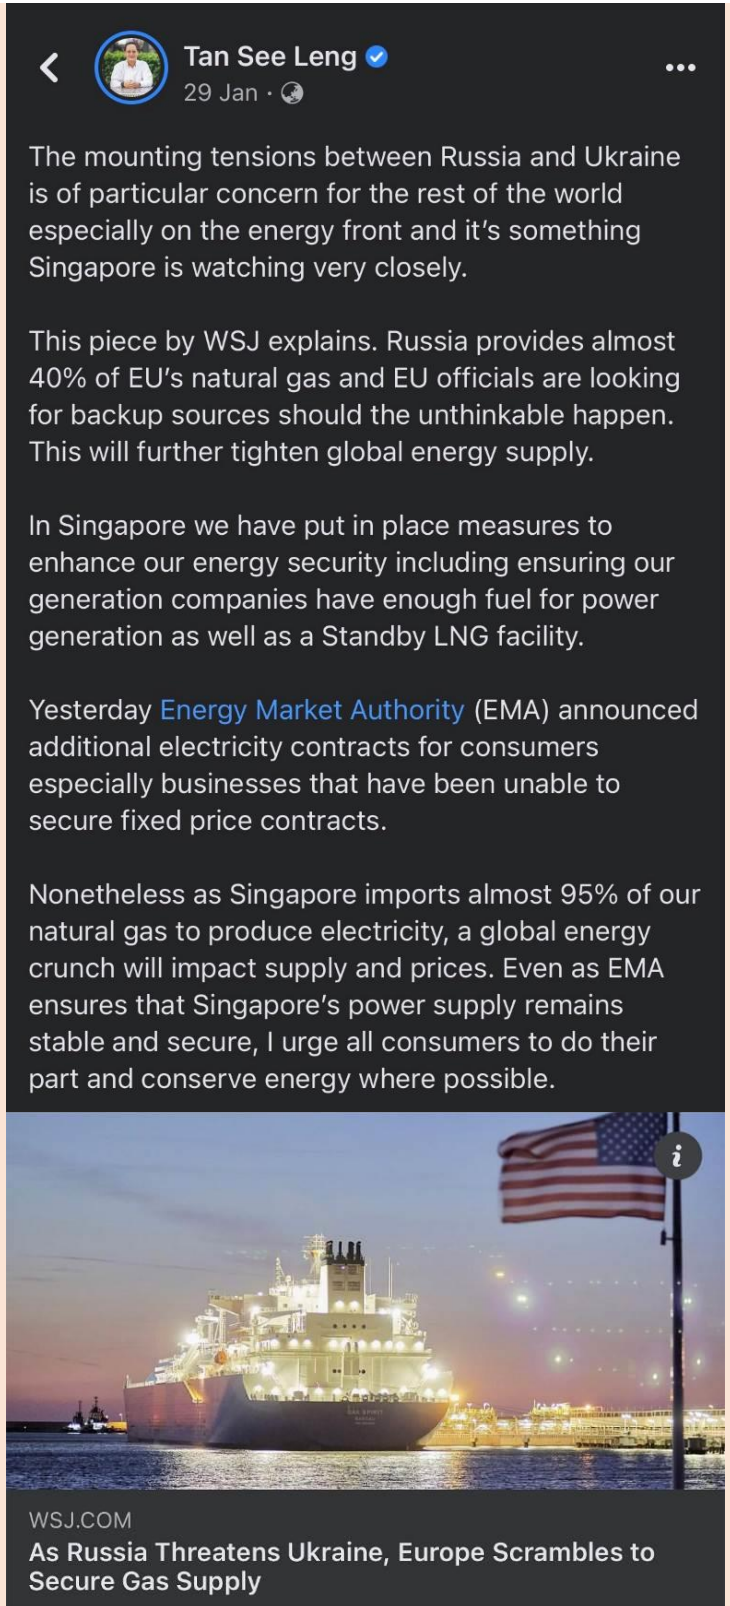 Tan See Leng
29 Jan ·
The mounting tensions between Russia and Ukraine
is of particular concern for the rest of the world
especially on the energy front and it's something
Singapore is watching very closely.
This piece by WSJ explains. Russia provides almost
40% of EU's natural gas and EU officials are looking
for backup sources should the unthinkable happen.
This will further tighten global energy supply.
In Singapore we have put in place measures to
enhance our energy security including ensuring our
generation companies have enough fuel for power
generation as well as a Standby LNG facility.
Yesterday Energy Market Authority (EMA) announced
additional electricity contracts for consumers
especially businesses that have been unable to
secure fixed price contracts.
Nonetheless as Singapore imports almost 95% of our
natural gas to produce electricity, a global energy
crunch will impact supply and prices. Even as EMA
ensures that Singapore's power supply remains
stable and secure, I urge all consumers to do their
part and conserve energy where possible.
WSJ.COM
As Russia Threatens Ukraine, Europe Scrambles to
Secure Gas Supply